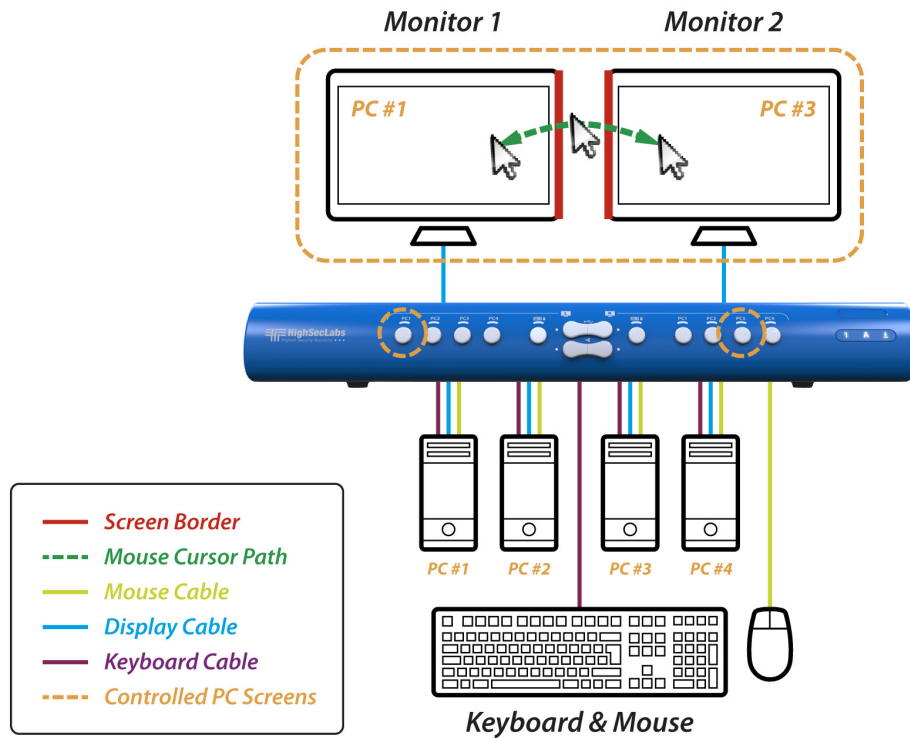 Monitor 1
Monitor 2
PC #1
PC #3
PC1
PC2
PC3
PC4
PC1
PC2
PC3
PC4
HighSecLabs
PC #1
PC #2
PC #3
PC #4
Screen Border
Mouse Cursor Path
Mouse Cable
Display Cable
Keyboard Cable
Controlled PC Screens
Keyboard & Mouse